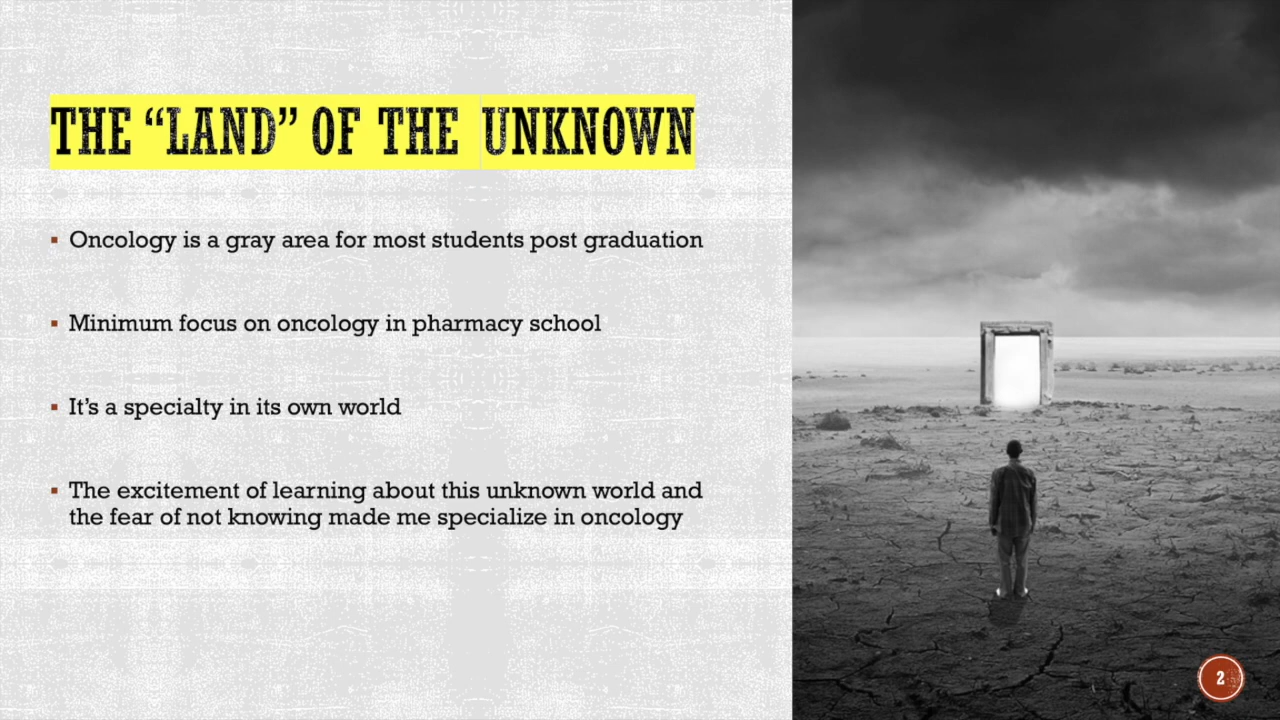 THE “LAND” OF THE UNKNOWN
Oncology is a gray area for most students post graduation
Minimum focus on oncology in pharmacy school
It’s a specialty in its own world
The excitement of learning about this unknown world and
the fear of not knowing made me specialize in oncology
2